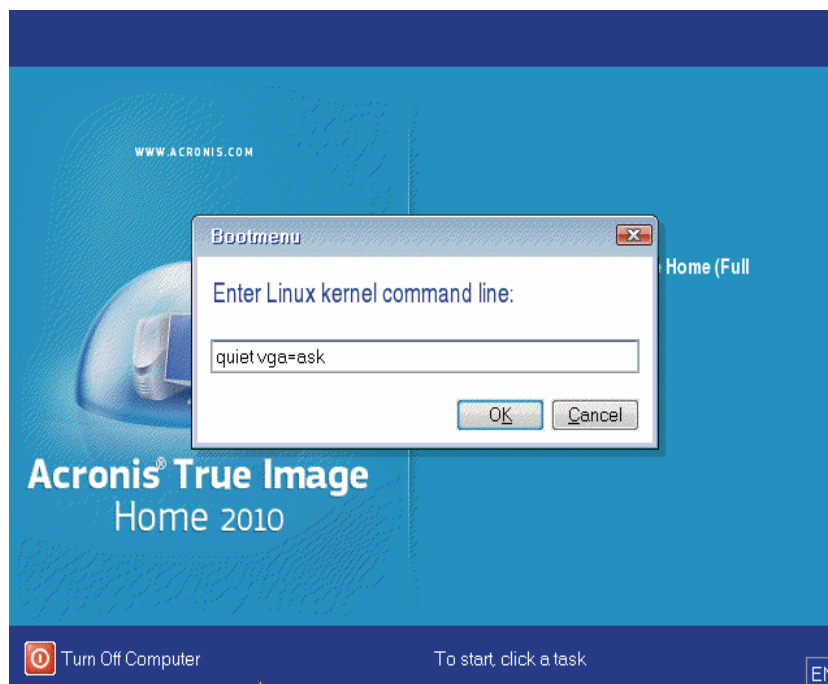 WWW.ACRONIS.COM
Bootmenu
Home (Full
Enter Linux kernel command line:
quiet vga=ask
OK
Cancel
Acronis® True Image
Home 2010
Turn Off Computer
To start, click a task
EN